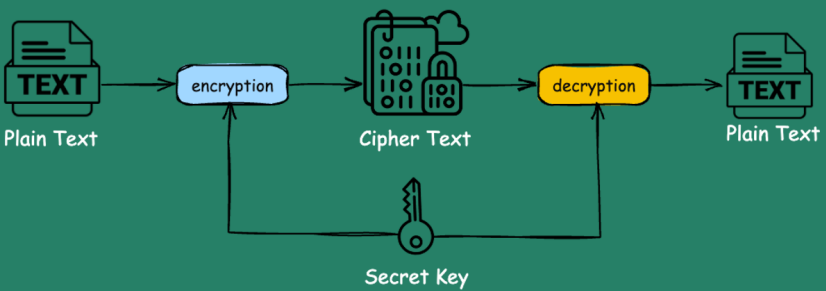 TEXT
Plain Text
encryption
Cipher Text
decryption
TEXT
Plain Text
Secret Key